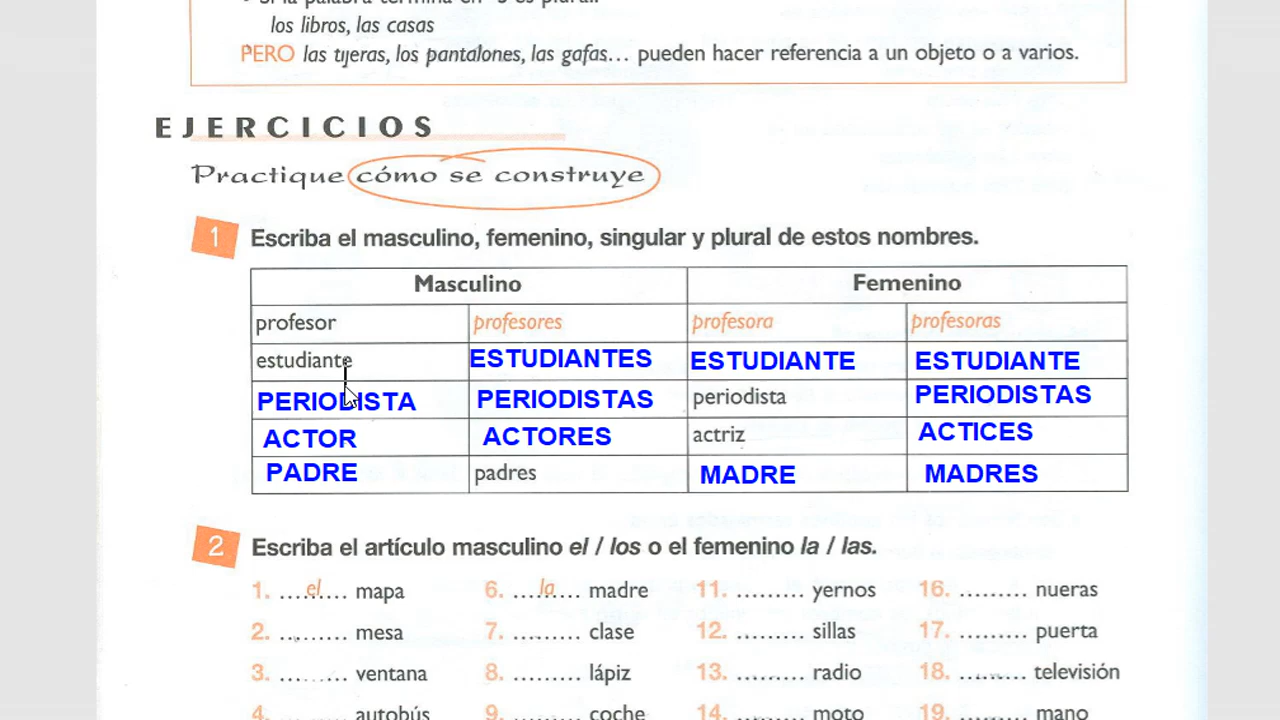 los libros, las casas
PERO las tijeras, los pantalones, las gafas... pueden hacer referencia a un objeto o a varios.
EJERCICIOS
Practique cómo se construye
1 Escriba el masculino, femenino, singular y plural de estos nombres.
Masculino Femenino
profesor profesores profesora profesoras
estudiante ESTUDIANTES ESTUDIANTE ESTUDIANTE
PERIODISTA PERIODISTAS periodista PERIODISTAS
ACTOR ACTORES actriz ACTICES
PADRE padres MADRE MADRES
2 Escriba el artículo masculino el / los o el femenino la / las.
1. ...el... mapa 6. ...la... madre 11. ......... yernos 16. ......... nueras
2. ......... mesa 7. ......... clase 12. ......... sillas 17. ......... puerta
3. ......... ventana 8. ......... lápiz 13. ......... radio 18. ......... televisión
4. autobús 9. coche 14. moto 19. mano